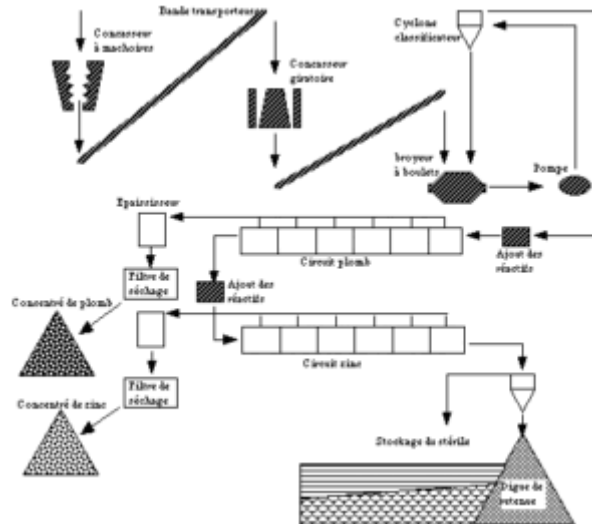 Bande transporteuse
Concasseur
à machoires
Concasseur
giratoire
Cyclone
classificateur
broyeur
à boulets
Pompe
Epaississeur
Circuit plomb
Ajout des
réactifs
Filtre de
séchage
Ajout des
réactifs
Concentré de plomb
Circuit zinc
Filtre de
séchage
Concentré de zinc
Stockage du stérile
Digue de
retenue